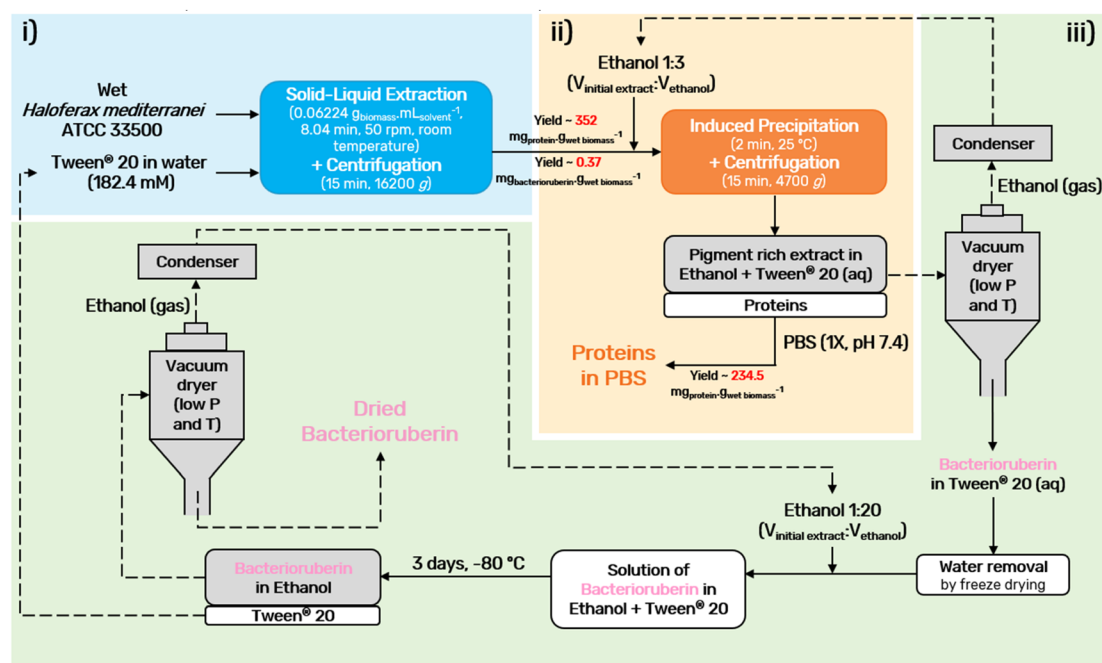 i)
Wet
Haloferax mediterranei
ATCC 33500
Tween® 20 in water
(182.4 mM)
Solid-Liquid Extraction
(0.06224 gbiomass.mLsolvent-1,
8.04 min, 50 rpm, room
temperature)
+ Centrifugation
(15 min, 16200 g)
Yield ~ 352
mgprotein.gwet biomass-1
Yield ~ 0.37
mgbacterioruberin.gwet biomass-1
ii)
Ethanol 1:3
(Vinitial extract:Vethanol)
Induced Precipitation
(2 min, 25 ºC)
+ Centrifugation
(15 min, 4700 g)
Pigment rich extract in
Ethanol + Tween® 20 (aq)
Proteins
PBS (1X, pH 7.4)
Proteins
in PBS
Yield ~ 234.5
mgprotein.gwet biomass-1
iii)
Condenser
Ethanol (gas)
Vacuum
dryer
(low P
and T)
Bacterioruberin
in Tween® 20 (aq)
Water removal
by freeze drying
Ethanol 1:20
(Vinitial extract:Vethanol)
Solution of
Bacterioruberin in
Ethanol + Tween® 20
3 days, -80 ºC
Bacterioruberin
in Ethanol
Tween® 20
Condenser
Ethanol (gas)
Vacuum
dryer
(low P
and T)
Dried
Bacterioruberin